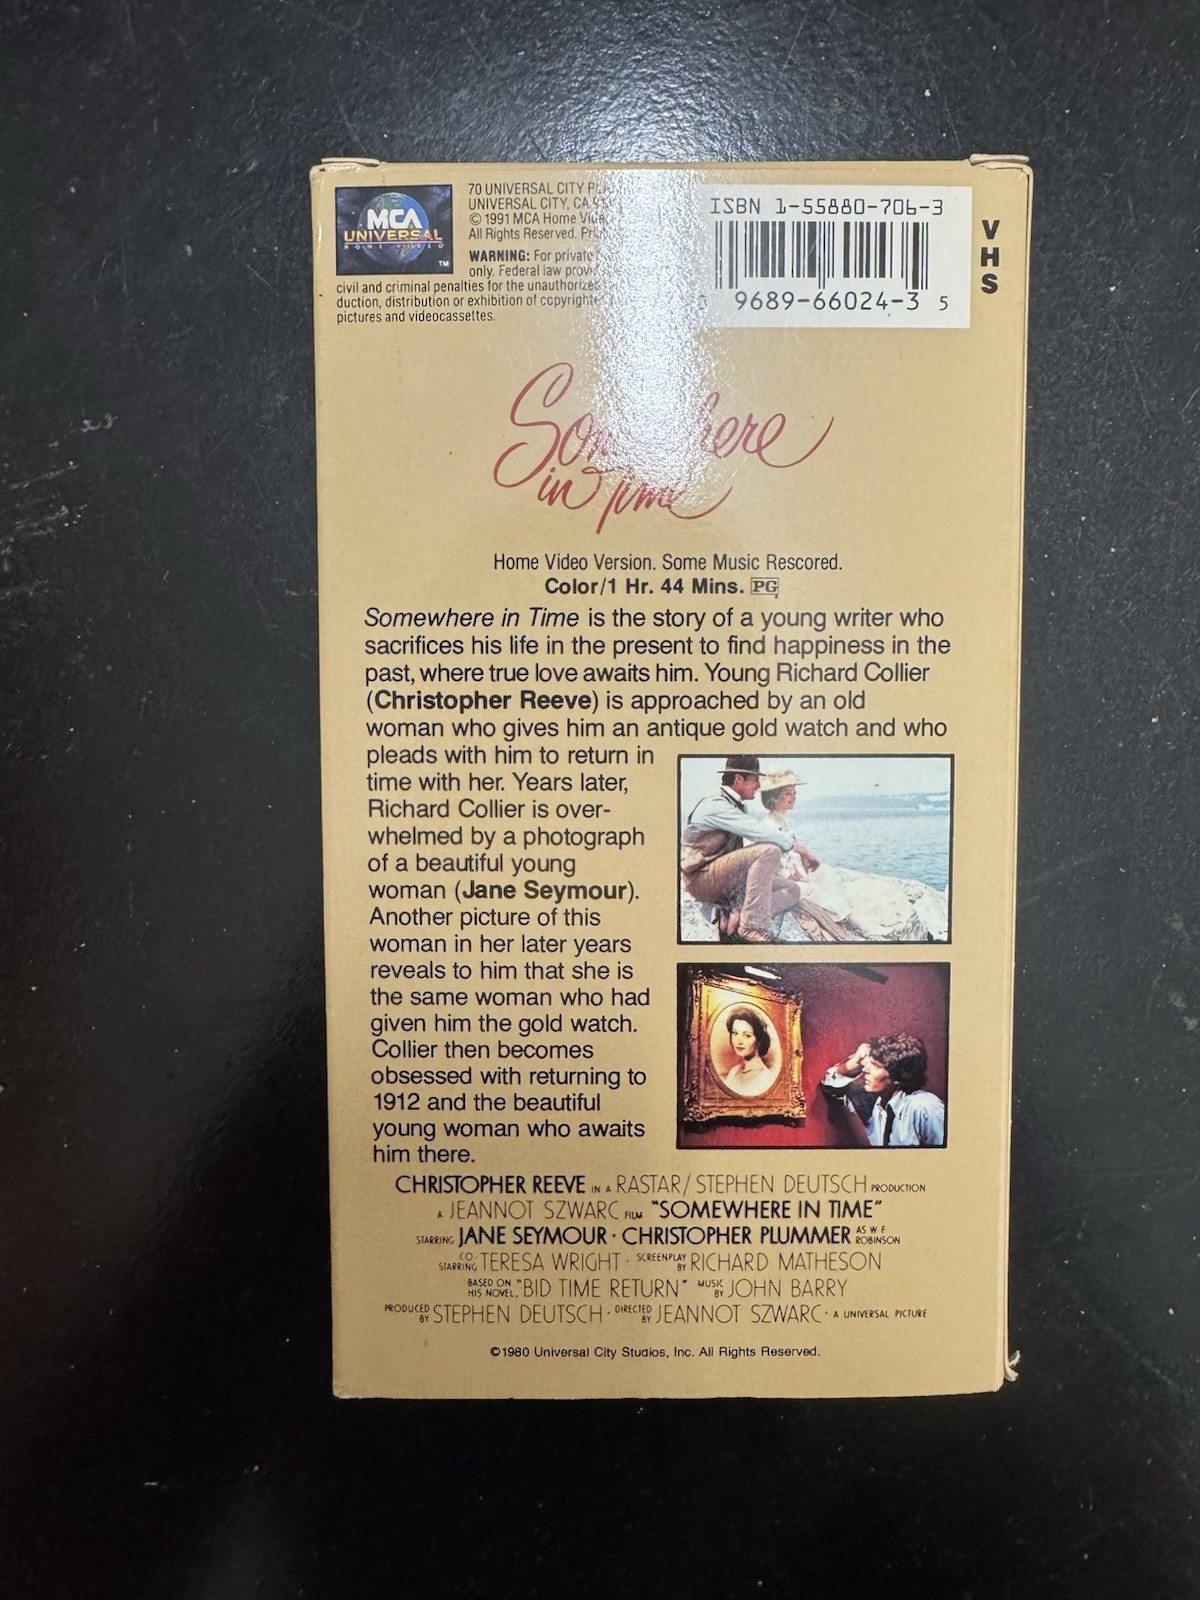 MCA
UNIVERSAL
HOME VIDEO
TM
70 UNIVERSAL CITY
UNIVERSAL CITY, CA
© 1991 MCA Home
All Rights Reserved.
WARNING: For private
only. Federal law
civil and criminal penalties for the
duction, distribution or exhibition of
pictures and videocassettes.
ISBN 1-55880-706-3
9689-66024-3 5
VHS
Somewhere
in Time
Home Video Version. Some Music Rescored.
Color/1 Hr. 44 Mins. PG
Somewhere in Time is the story of a young writer who
sacrifices his life in the present to find happiness in the
past, where true love awaits him. Young Richard Collier
(Christopher Reeve) is approached by an old
woman who gives him an antique gold watch and who
pleads with him to return in
time with her. Years later,
Richard Collier is over-
whelmed by a photograph
of a beautiful young
woman (Jane Seymour).
Another picture of this
woman in her later years
reveals to him that she is
the same woman who had
given him the gold watch.
Collier then becomes
obsessed with returning to
1912 and the beautiful
young woman who awaits
him there.
CHRISTOPHER REEVE IN A RASTAR/STEPHEN DEUTSCH PRODUCTION
A JEANNOT SZWARC FILM "SOMEWHERE IN TIME"
STARRING JANE SEYMOUR · CHRISTOPHER PLUMMER AS W F ROBINSON
CO-STARRING TERESA WRIGHT · SCREENPLAY BY RICHARD MATHESON
BASED ON HIS NOVEL, "BID TIME RETURN" MUSIC BY JOHN BARRY
PRODUCED BY STEPHEN DEUTSCH · DIRECTED BY JEANNOT SZWARC · A UNIVERSAL PICTURE
©1980 Universal City Studios, Inc. All Rights Reserved.